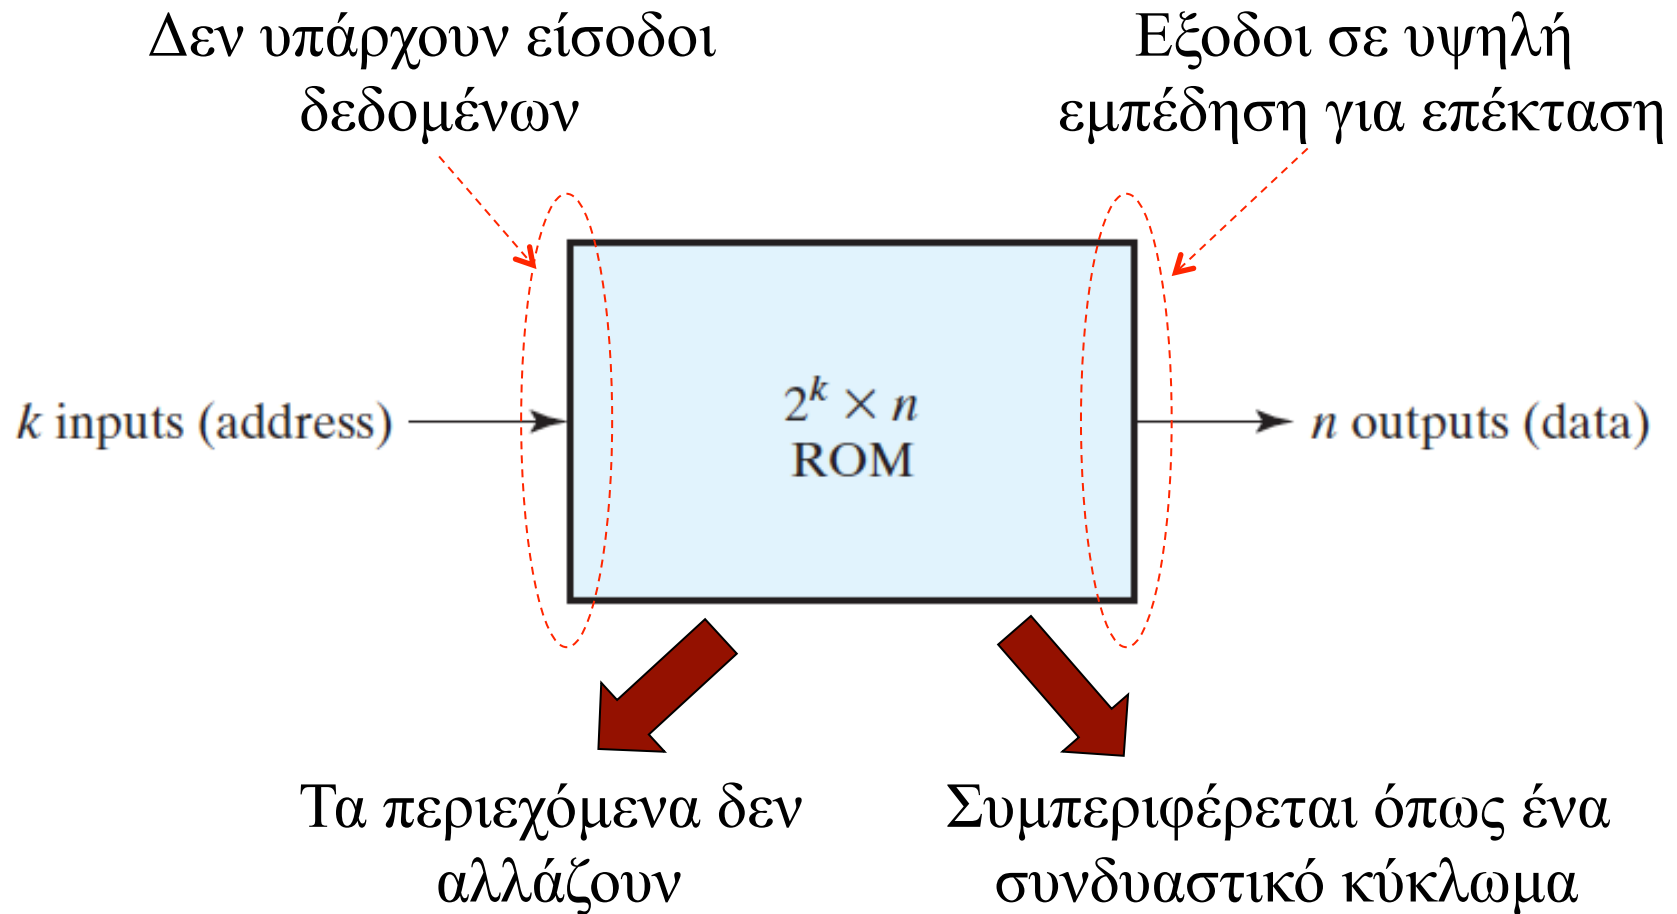 Δεν υπάρχουν είσοδοι
δεδομένων
Εξοδοι σε υψηλή
εμπέδηση για επέκταση
k inputs (address)
2^k × n
ROM
n outputs (data)
Τα περιεχόμενα δεν
αλλάζουν
Συμπεριφέρεται όπως ένα
συνδυαστικό κύκλωμα